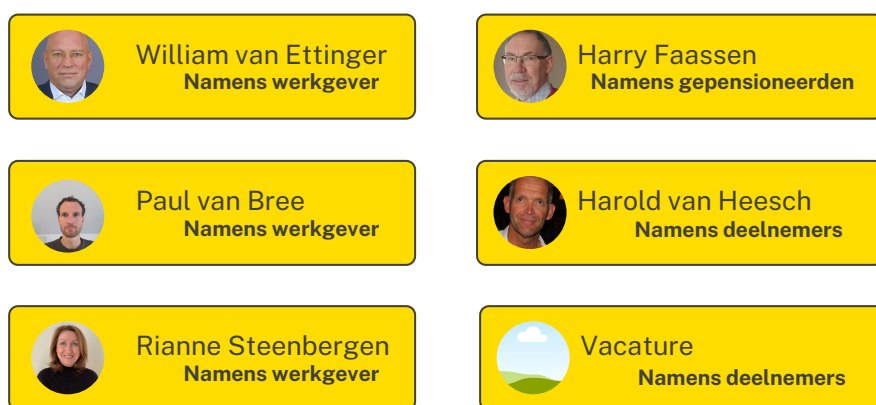 William van Ettinger
Namens werkgever
Harry Faassen
Namens gepensioneerden
Paul van Bree
Namens werkgever
Harold van Heesch
Namens deelnemers
Rianne Steenbergen
Namens werkgever
Vacature
Namens deelnemers